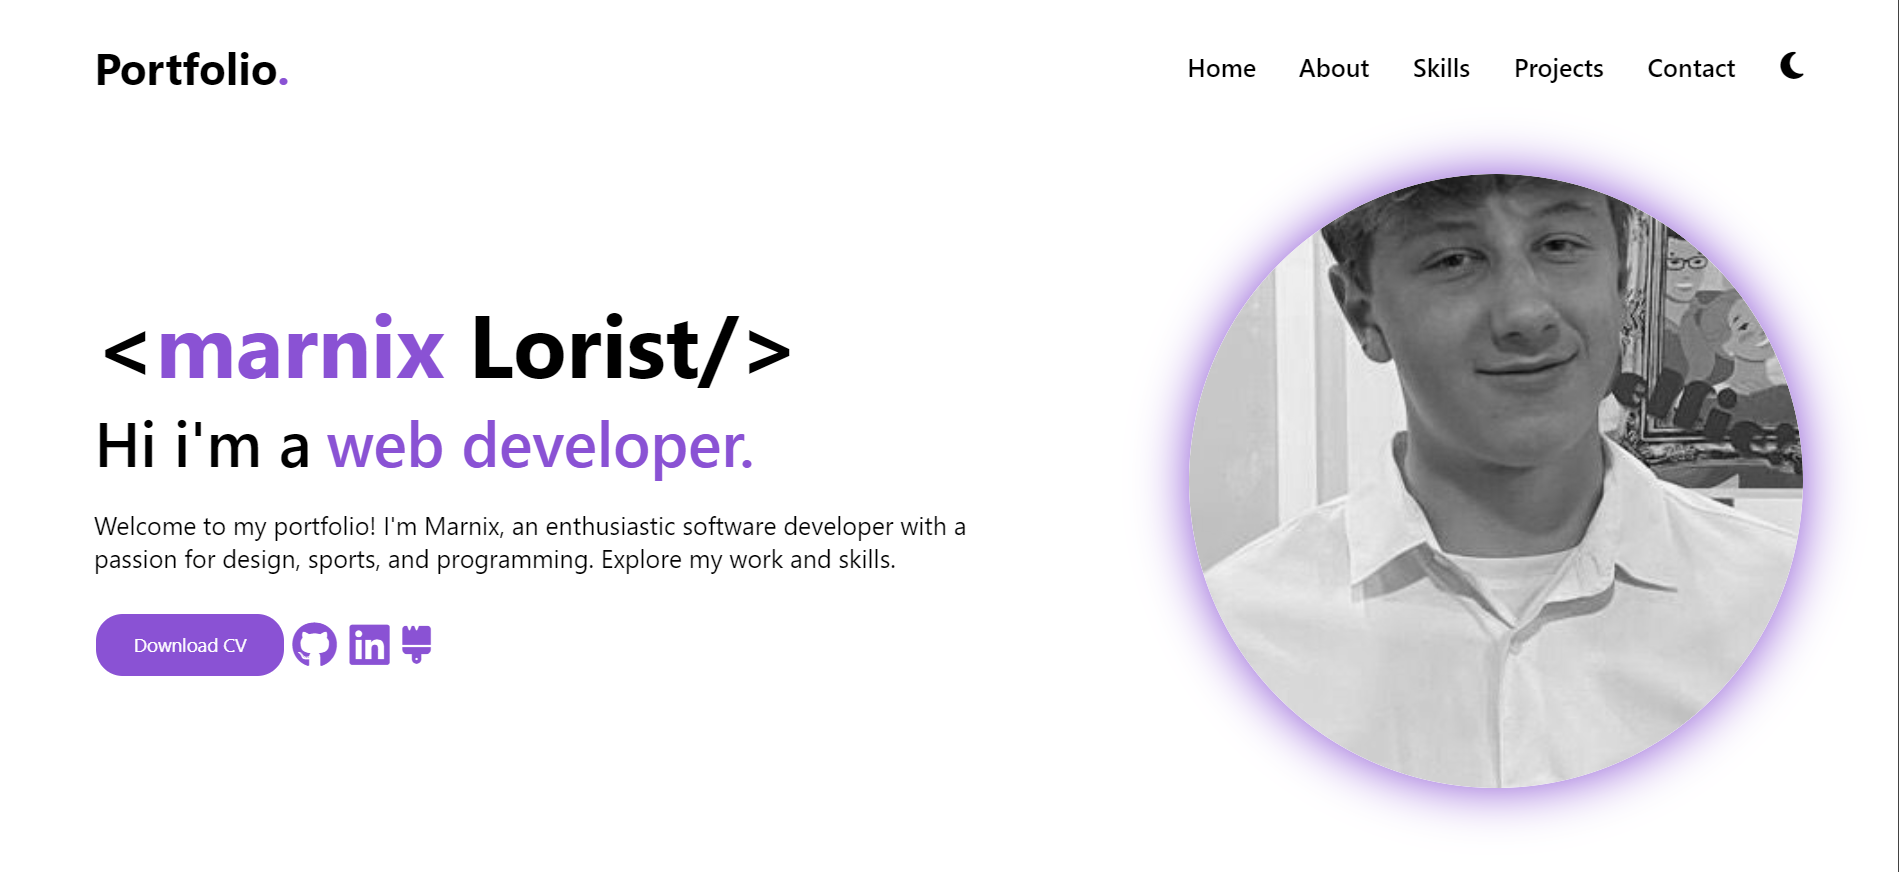 Portfolio.
Home About Skills Projects Contact
<marnix Lorist/>
Hi i'm a web developer.
Welcome to my portfolio! I'm Marnix, an enthusiastic software developer with a
passion for design, sports, and programming. Explore my work and skills.
Download CV
in